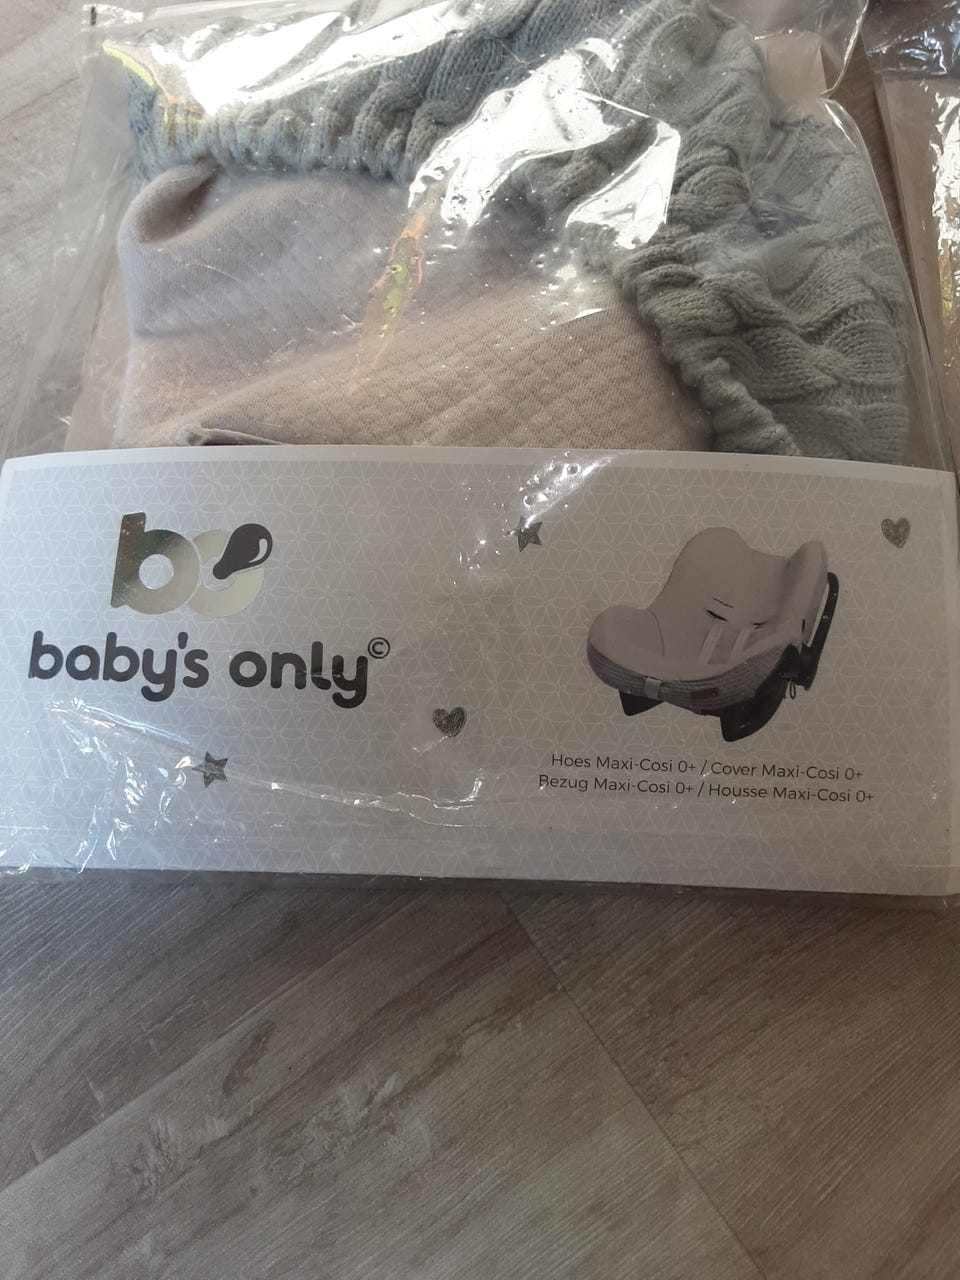 bo
baby's only©
Hoes Maxi-Cosi 0+ / Cover Maxi-Cosi 0+
Bezug Maxi-Cosi 0+ / Housse Maxi-Cosi 0+